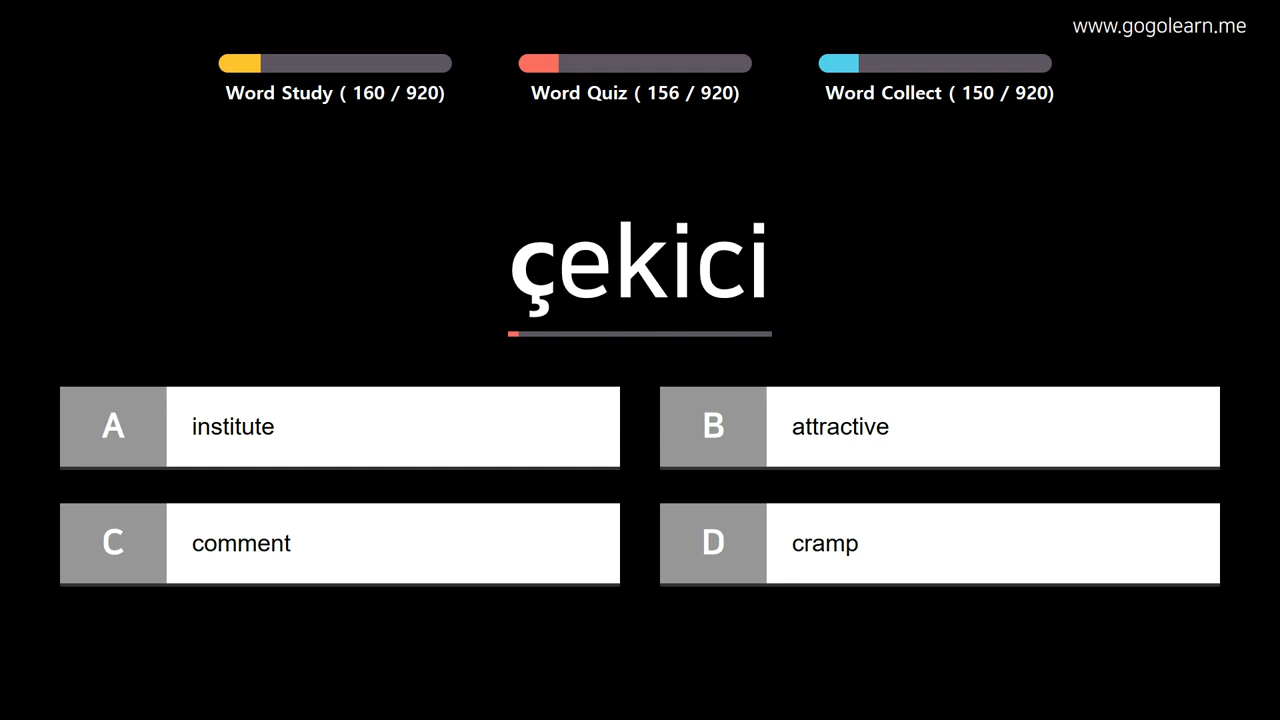 www.gogolearn.me
Word Study ( 160 / 920)
Word Quiz ( 156 / 920)
Word Collect ( 150 / 920)
çekici
A institute
B attractive
C comment
D cramp